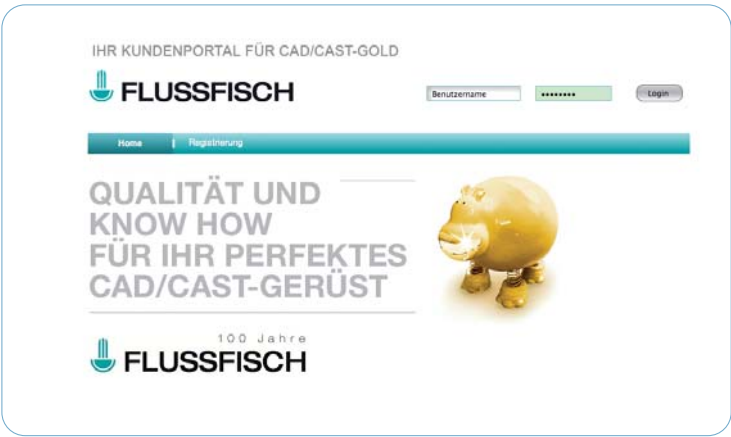 IHR KUNDENPORTAL FÜR CAD/CAST-GOLD
FLUSSFISCH
Benutzername
••••••••
Login
Home | Registrierung
QUALITÄT UND
KNOW HOW
FÜR IHR PERFEKTES
CAD/CAST-GERÜST
100 Jahre
FLUSSFISCH